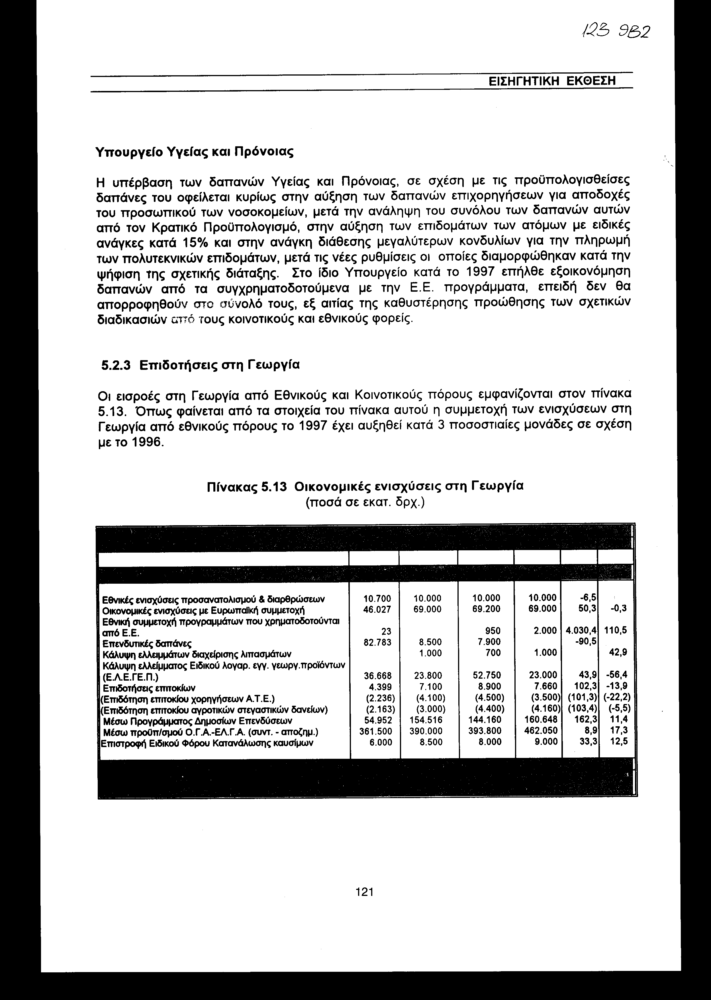 123 982
ΕΙΣΗΓΗΤΙΚΗ ΕΚΘΕΣΗ
Υπουργείο Υγείας και Πρόνοιας
Η υπέρβαση των δαπανών Υγείας και Πρόνοιας, σε σχέση με τις προϋπολογισθείσες
δαπάνες του οφείλεται κυρίως στην αύξηση των δαπανών επιχορηγήσεων για αποδοχές
του προσωπικού των νοσοκομείων, μετά την ανάληψη του συνόλου των δαπανών αυτών
από τον Κρατικό Προϋπολογισμό, στην αύξηση των επιδομάτων των ατόμων με ειδικές
ανάγκες κατά 15% και στην ανάγκη διάθεσης μεγαλύτερων κονδυλίων για την πληρωμή
των πολυτεκνικών επιδομάτων, μετά τις νέες ρυθμίσεις οι οποίες διαμορφώθηκαν κατά την
ψήφιση της σχετικής διάταξης. Στο ίδιο Υπουργείο κατά το 1997 επήλθε εξοικονόμηση
δαπανών από τα συγχρηματοδοτούμενα με την Ε.Ε. προγράμματα, επειδή δεν θα
απορροφηθούν στο σύνολό τους, εξ αιτίας της καθυστέρησης προώθησης των σχετικών
διαδικασιών από τους κοινοτικούς και εθνικούς φορείς.
5.2.3 Επιδοτήσεις στη Γεωργία
Οι εισροές στη Γεωργία από Εθνικούς και Κοινοτικούς πόρους εμφανίζονται στον πίνακα
5.13. Όπως φαίνεται από τα στοιχεία του πίνακα αυτού η συμμετοχή των ενισχύσεων στη
Γεωργία από εθνικούς πόρους το 1997 έχει αυξηθεί κατά 3 ποσοστιαίες μονάδες σε σχέση
με το 1996.
Πίνακας 5.13 Οικονομικές ενισχύσεις στη Γεωργία
(ποσά σε εκατ. δρχ.)
Εθνικές ενισχύσεις προσανατολισμού & διαρθρώσεων 10.700 10.000 10.000 10.000 -6,5
Οικονομικές ενισχύσεις με Ευρωπαϊκή συμμετοχή 46.027 69.000 69.200 69.000 50,3 -0,3
Εθνική συμμετοχή προγραμμάτων που χρηματοδοτούνται
από Ε.Ε. 23 950 2.000 4.030,4 110,5
Επενδυτικές δαπάνες 82.783 8.500 7.900 -90,5
Κάλυψη ελλειμμάτων διαχείρισης λιπασμάτων 1.000 700 1.000 42,9
Κάλυψη ελλείμματος Ειδικού λογαρ. εγγ. γεωργ.προϊόντων
(Ε.Λ.Ε.ΓΕ.Π.) 36.668 23.800 52.750 23.000 43,9 -56,4
Επιδοτήσεις επιτοκίων 4.399 7.100 8.900 7.660 102,3 -13,9
(Επιδότηση επιτοκίου χορηγήσεων Α.Τ.Ε.) (2.236) (4.100) (4.500) (3.500) (101,3) (-22,2)
(Επιδότηση επιτοκίου αγροτικών στεγαστικών δανείων) (2.163) (3.000) (4.400) (4.160) (103,4) (-5,5)
Μέσω Προγράμματος Δημοσίων Επενδύσεων 54.952 154.516 144.160 160.648 162,3 11,4
Μέσω προϋπ/σμού Ο.Γ.Α.-ΕΛ.Γ.Α. (συντ. - αποζημ.) 361.500 390.000 393.800 462.050 8,9 17,3
Επιστροφή Ειδικού Φόρου Κατανάλωσης καυσίμων 6.000 8.500 8.000 9.000 33,3 12,5
121